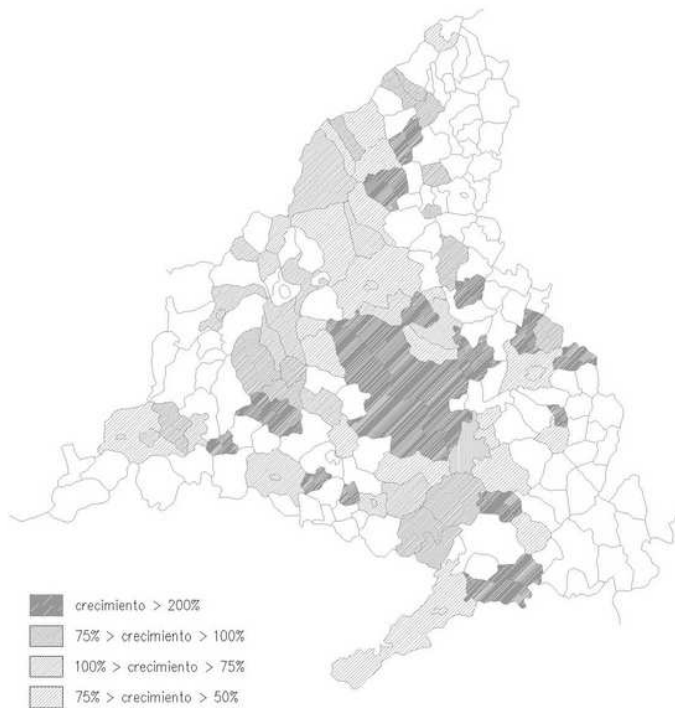 crecimiento > 200%
75% > crecimiento > 100%
100% > crecimiento > 75%
75% > crecimiento > 50%